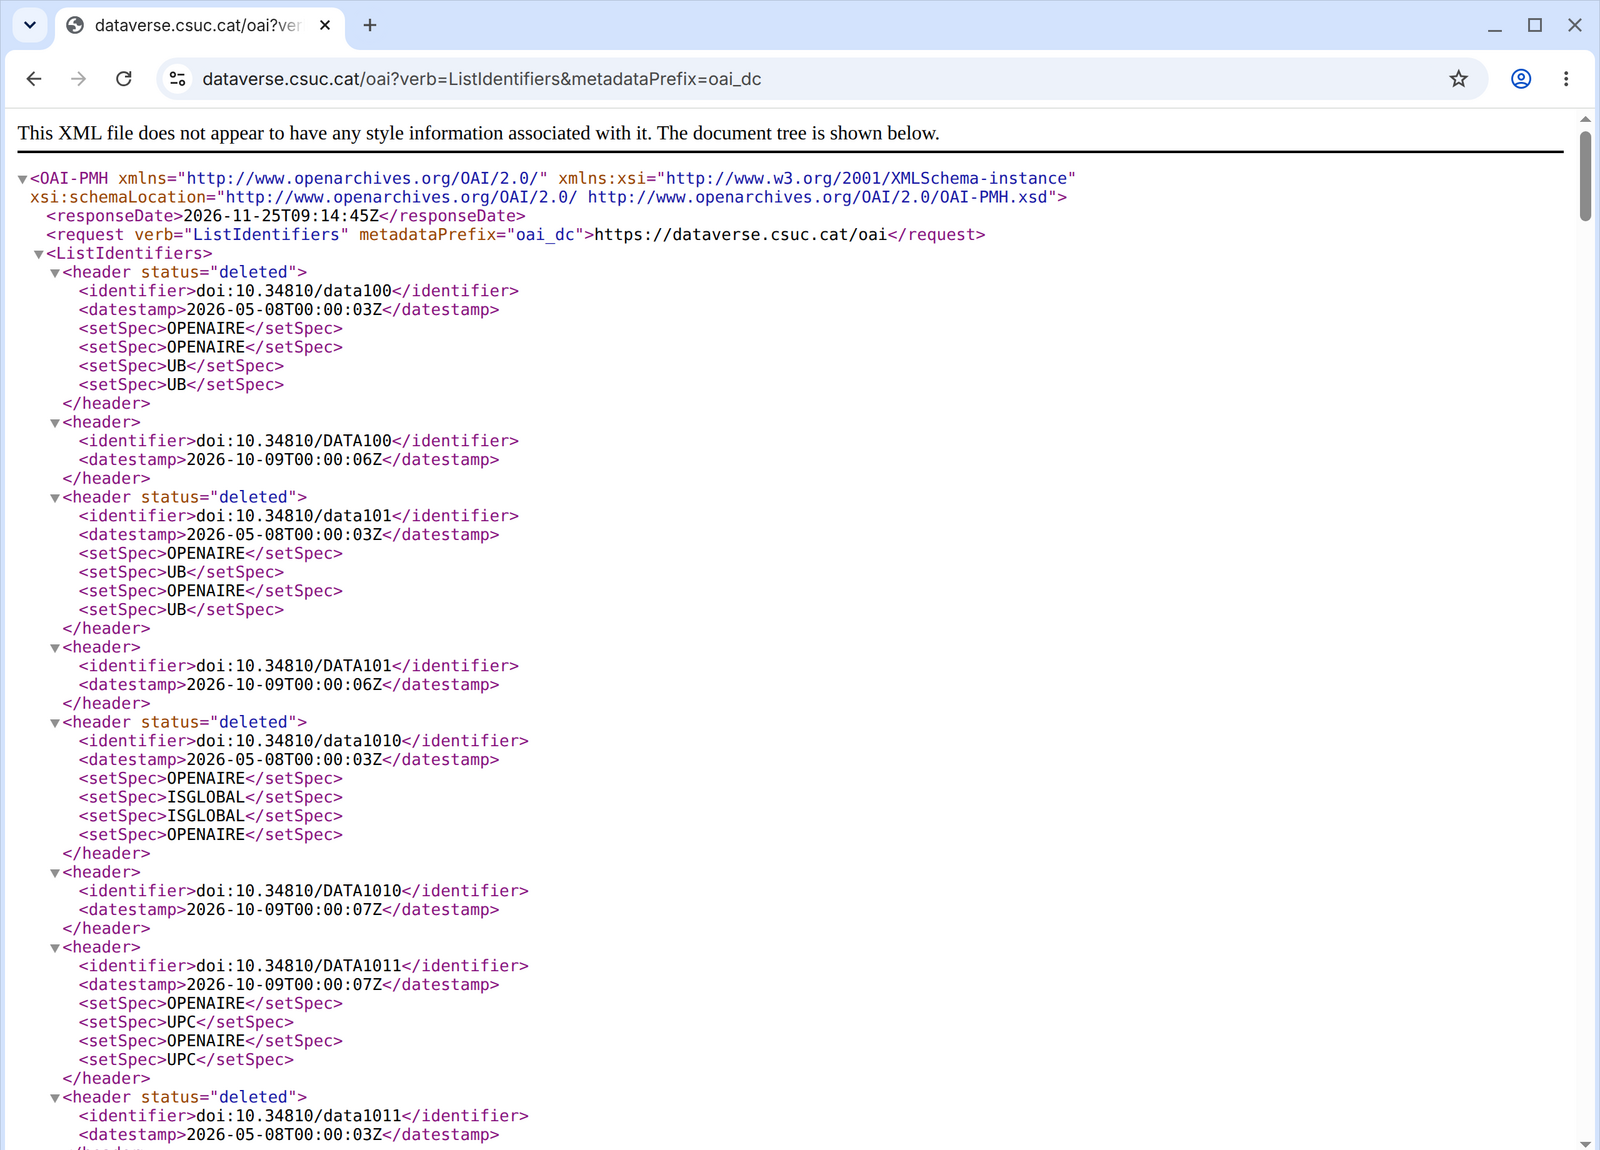 dataverse.csuc.cat/oai?ver
dataverse.csuc.cat/oai?verb=ListIdentifiers&metadataPrefix=oai_dc
This XML file does not appear to have any style information associated with it. The document tree is shown below.
▼<OAI-PMH xmlns="http://www.openarchives.org/OAI/2.0/" xmlns:xsi="http://www.w3.org/2001/XMLSchema-instance"
xsi:schemaLocation="http://www.openarchives.org/OAI/2.0/ http://www.openarchives.org/OAI/2.0/OAI-PMH.xsd">
<responseDate>2026-11-25T09:14:45Z</responseDate>
<request verb="ListIdentifiers" metadataPrefix="oai_dc">https://dataverse.csuc.cat/oai</request>
▼<ListIdentifiers>
▼<header status="deleted">
<identifier>doi:10.34810/data100</identifier>
<datestamp>2026-05-08T00:00:03Z</datestamp>
<setSpec>OPENAIRE</setSpec>
<setSpec>OPENAIRE</setSpec>
<setSpec>UB</setSpec>
<setSpec>UB</setSpec>
</header>
▼<header>
<identifier>doi:10.34810/DATA100</identifier>
<datestamp>2026-10-09T00:00:06Z</datestamp>
</header>
▼<header status="deleted">
<identifier>doi:10.34810/data101</identifier>
<datestamp>2026-05-08T00:00:03Z</datestamp>
<setSpec>OPENAIRE</setSpec>
<setSpec>UB</setSpec>
<setSpec>OPENAIRE</setSpec>
<setSpec>UB</setSpec>
</header>
▼<header>
<identifier>doi:10.34810/DATA101</identifier>
<datestamp>2026-10-09T00:00:06Z</datestamp>
</header>
▼<header status="deleted">
<identifier>doi:10.34810/data1010</identifier>
<datestamp>2026-05-08T00:00:03Z</datestamp>
<setSpec>OPENAIRE</setSpec>
<setSpec>ISGLOBAL</setSpec>
<setSpec>ISGLOBAL</setSpec>
<setSpec>OPENAIRE</setSpec>
</header>
▼<header>
<identifier>doi:10.34810/DATA1010</identifier>
<datestamp>2026-10-09T00:00:07Z</datestamp>
</header>
▼<header>
<identifier>doi:10.34810/DATA1011</identifier>
<datestamp>2026-10-09T00:00:07Z</datestamp>
<setSpec>OPENAIRE</setSpec>
<setSpec>UPC</setSpec>
<setSpec>OPENAIRE</setSpec>
<setSpec>UPC</setSpec>
</header>
▼<header status="deleted">
<identifier>doi:10.34810/data1011</identifier>
<datestamp>2026-05-08T00:00:03Z</datestamp>